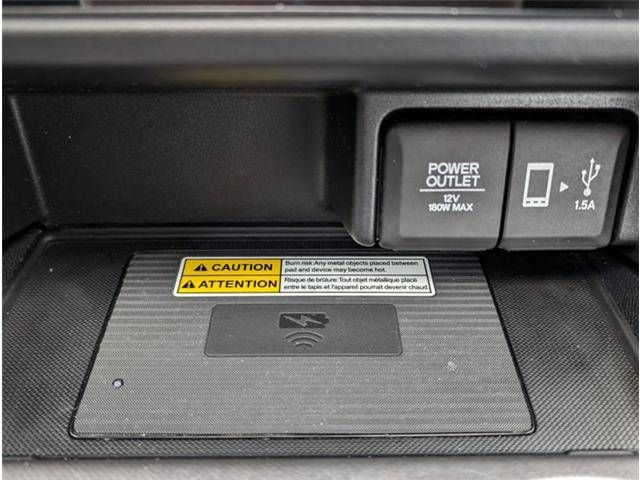 POWER
OUTLET
12V
180W MAX
1.5A
CAUTION
Burn risk: Any metal objects placed between
pad and device may become hot.
ATTENTION
Risque de brûlure: Tout objet métallique placé
entre le tapis et l'appareil pourrait devenir chaud.